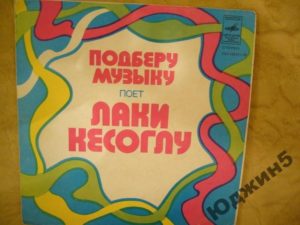 ПОДБЕРУ
МУЗЫКУ
ПОЕТ
ЛАКИ
КЕСОГЛУ
Юджин5